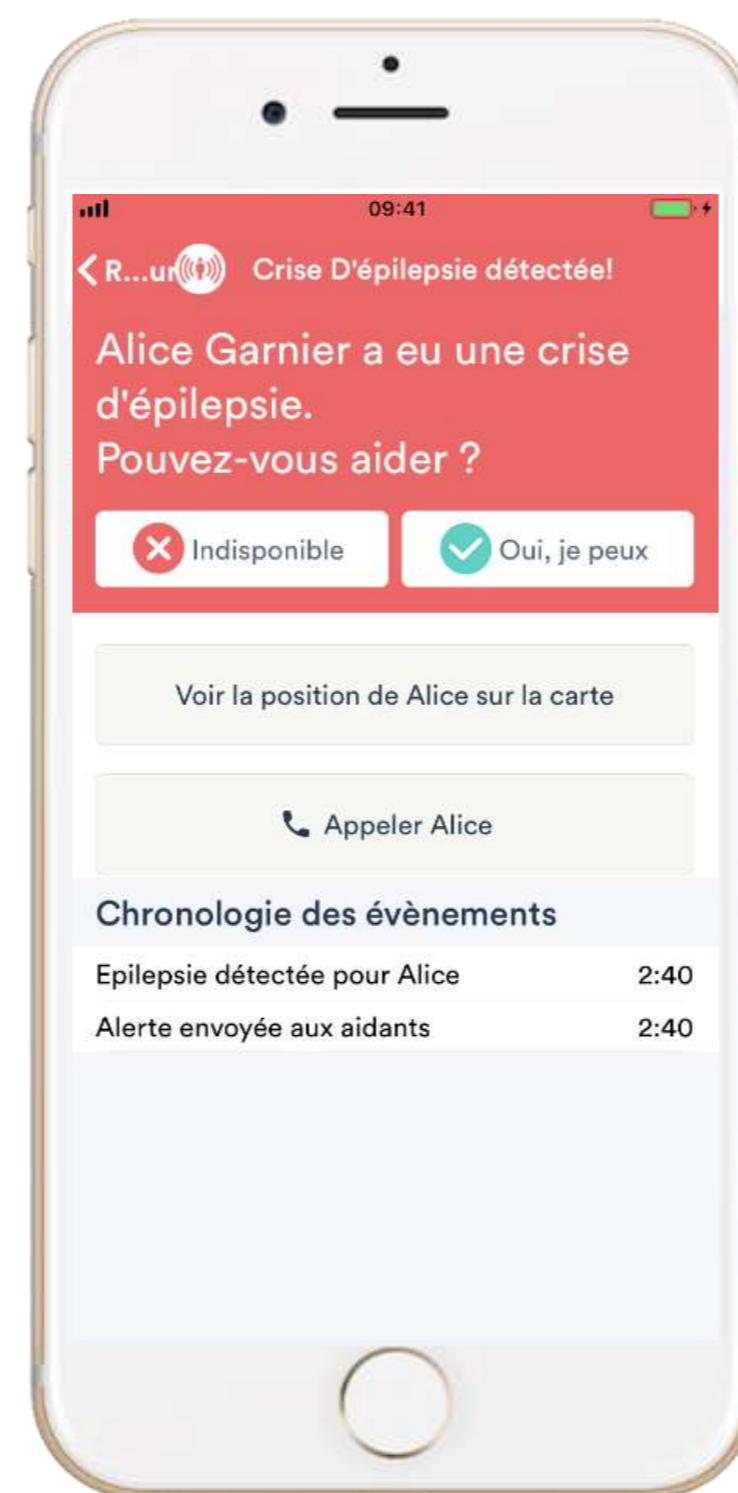 09:41
R...ur Crise D'épilepsie détectée!
Alice Garnier a eu une crise
d'épilepsie.
Pouvez-vous aider ?
Indisponible Oui, je peux
Voir la position de Alice sur la carte
Appeler Alice
Chronologie des évènements
Epilepsie détectée pour Alice 2:40
Alerte envoyée aux aidants 2:40